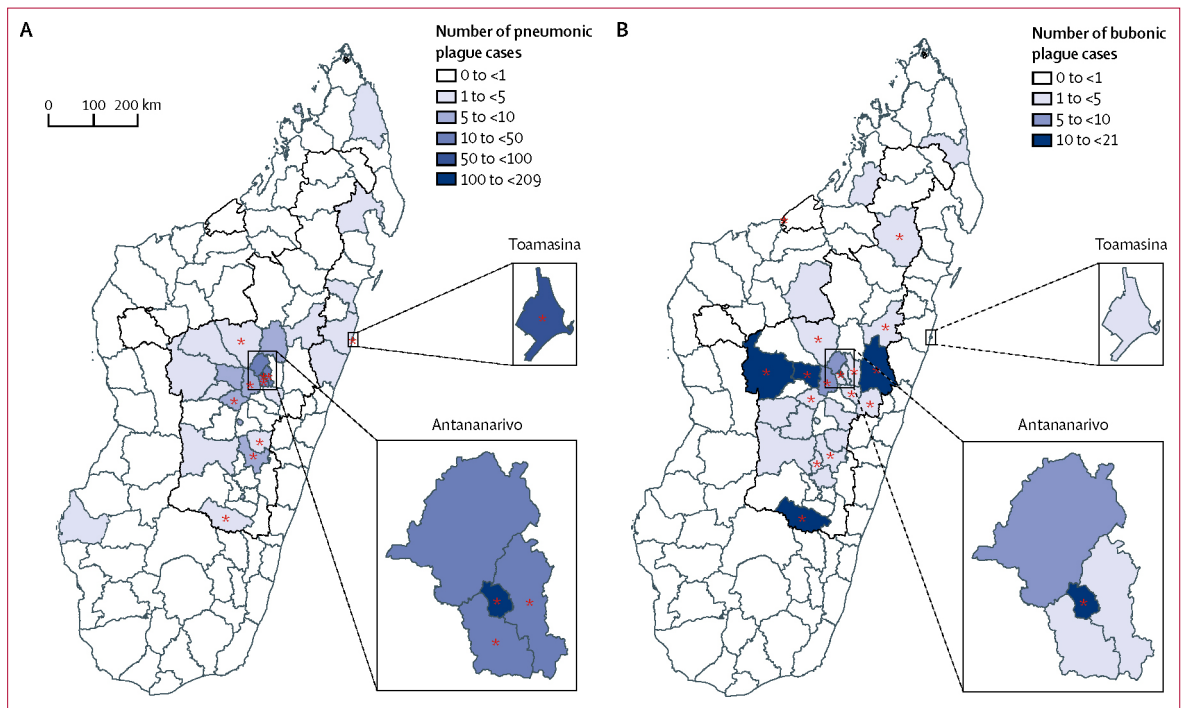 A
Number of pneumonic
plague cases
0 to <1
1 to <5
5 to <10
10 to <50
50 to <100
100 to <209
0 100 200 km
Toamasina
Antananarivo
B
Number of bubonic
plague cases
0 to <1
1 to <5
5 to <10
10 to <21
Toamasina
Antananarivo